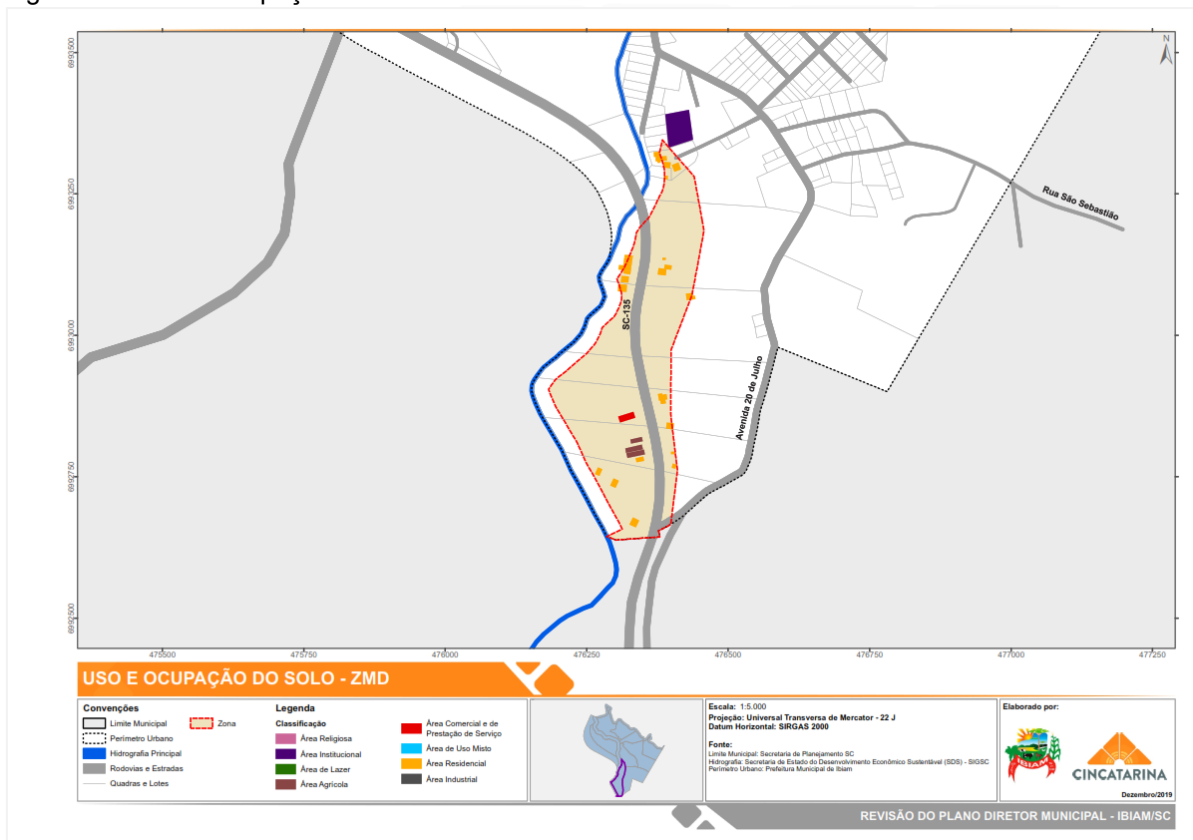 N
6993500
6993250
6993000
6992750
6992500
Rua São Sebastião
SC-135
Avenida 20 de Julho
475500
475750
476000
476250
476500
476750
477000
477250
USO E OCUPAÇÃO DO SOLO - ZMD
Convenções
Limite Municipal
Zona
Perímetro Urbano
Hidrografia Principal
Rodovias e Estradas
Quadras e Lotes
Legenda
Classificação
Área Religiosa
Área Institucional
Área de Lazer
Área Agrícola
Área Comercial e de
Prestação de Serviço
Área de Uso Misto
Área Residencial
Área Industrial
Escala: 1:5.000
Projeção: Universal Transversa de Mercator - 22 J
Datum Horizontal: SIRGAS 2000
Fonte:
Limite Municipal: Secretaria de Planejamento SC
Hidrografia: Secretaria de Estado do Desenvolvimento Econômico Sustentável (SDS) - SIGSC
Perímetro Urbano: Prefeitura Municipal de Ibiam
Elaborado por:
IBIAM
CINCATARINA
Dezembro/2019
REVISÃO DO PLANO DIRETOR MUNICIPAL - IBIAM/SC